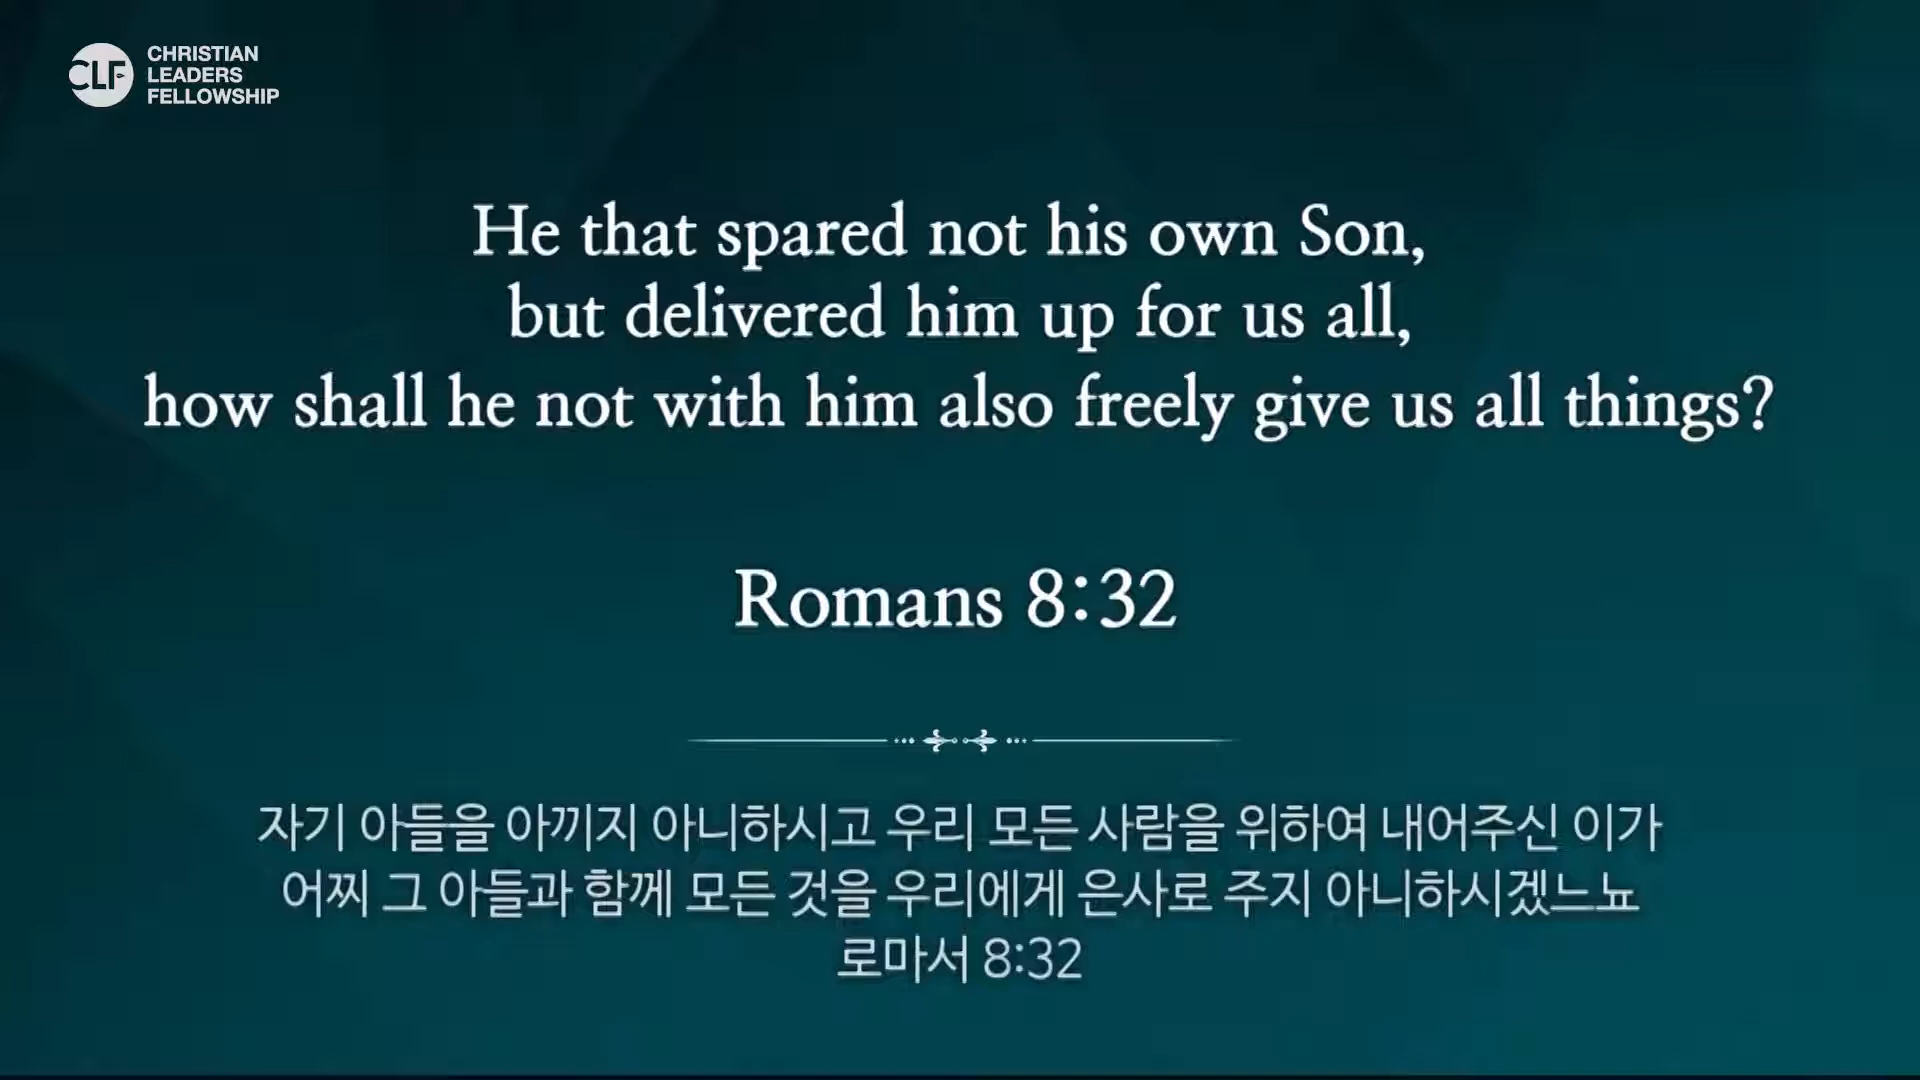 CLF
CHRISTIAN
LEADERS
FELLOWSHIP
He that spared not his own Son,
but delivered him up for us all,
how shall he not with him also freely give us all things?
Romans 8:32
자기 아들을 아끼지 아니하시고 우리 모든 사람을 위하여 내어주신 이가
어찌 그 아들과 함께 모든 것을 우리에게 은사로 주지 아니하시겠느뇨
로마서 8:32